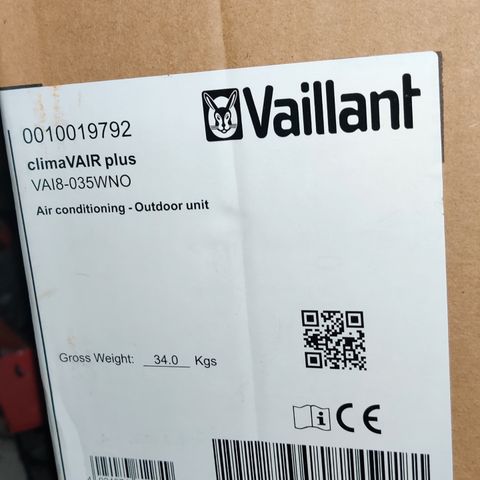 Vaillant
0010019792
climaVAIR plus
VAI8-035WNO
Air conditioning - Outdoor unit
Gross Weight: 34.0 Kgs
i CE